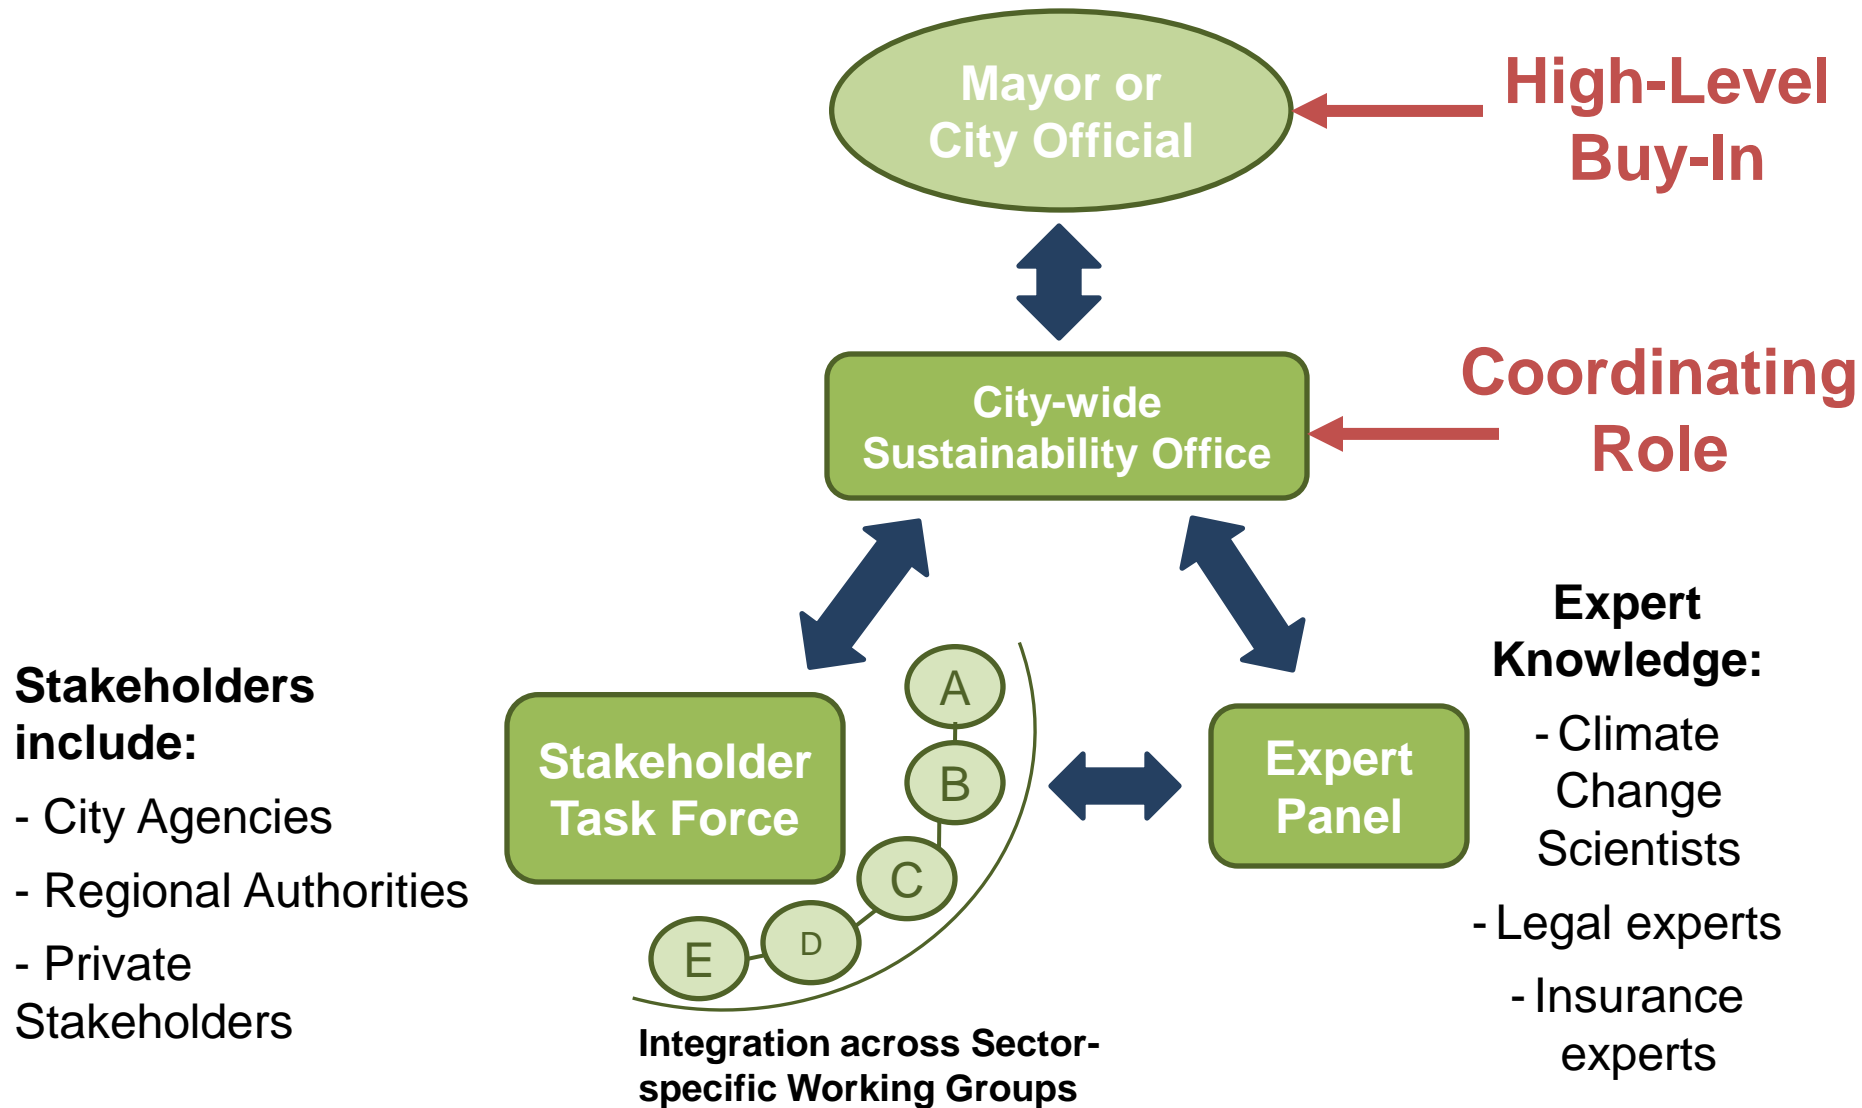 Mayor or
City Official
High-Level
Buy-In
City-wide
Sustainability Office
Coordinating
Role
Stakeholders
include:
- City Agencies
- Regional Authorities
- Private
Stakeholders
Stakeholder
Task Force
A
B
C
D
E
Integration across Sector-
specific Working Groups
Expert
Panel
Expert
Knowledge:
- Climate
Change
Scientists
- Legal experts
- Insurance
experts